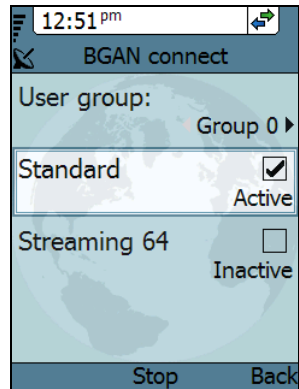 12:51 pm
BGAN connect
User group:
Group 0
Standard
Active
Streaming 64
Inactive
Stop Back